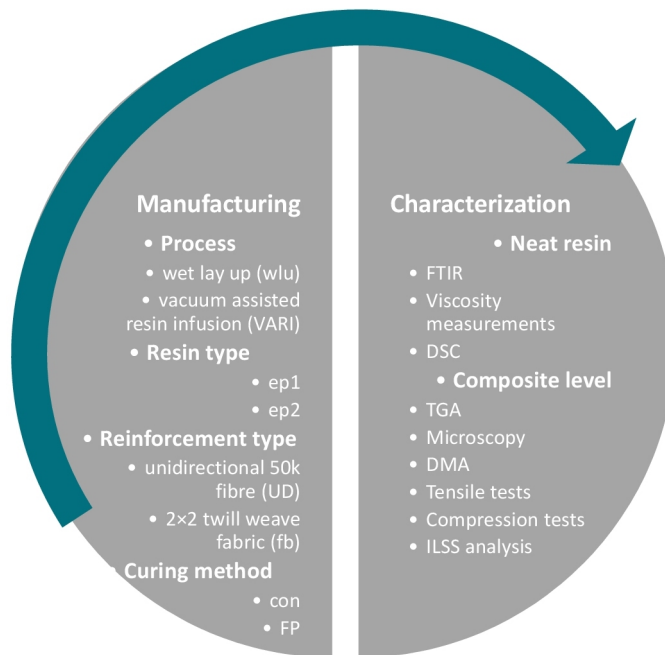 Manufacturing
• Process
• wet lay up (wlu)
• vacuum assisted
resin infusion (VARI)
• Resin type
• ep1
• ep2
• Reinforcement type
• unidirectional 50k
fibre (UD)
• 2×2 twill weave
fabric (fb)
• Curing method
• con
• FP
Characterization
• Neat resin
• FTIR
• Viscosity
measurements
• DSC
• Composite level
• TGA
• Microscopy
• DMA
• Tensile tests
• Compression tests
• ILSS analysis